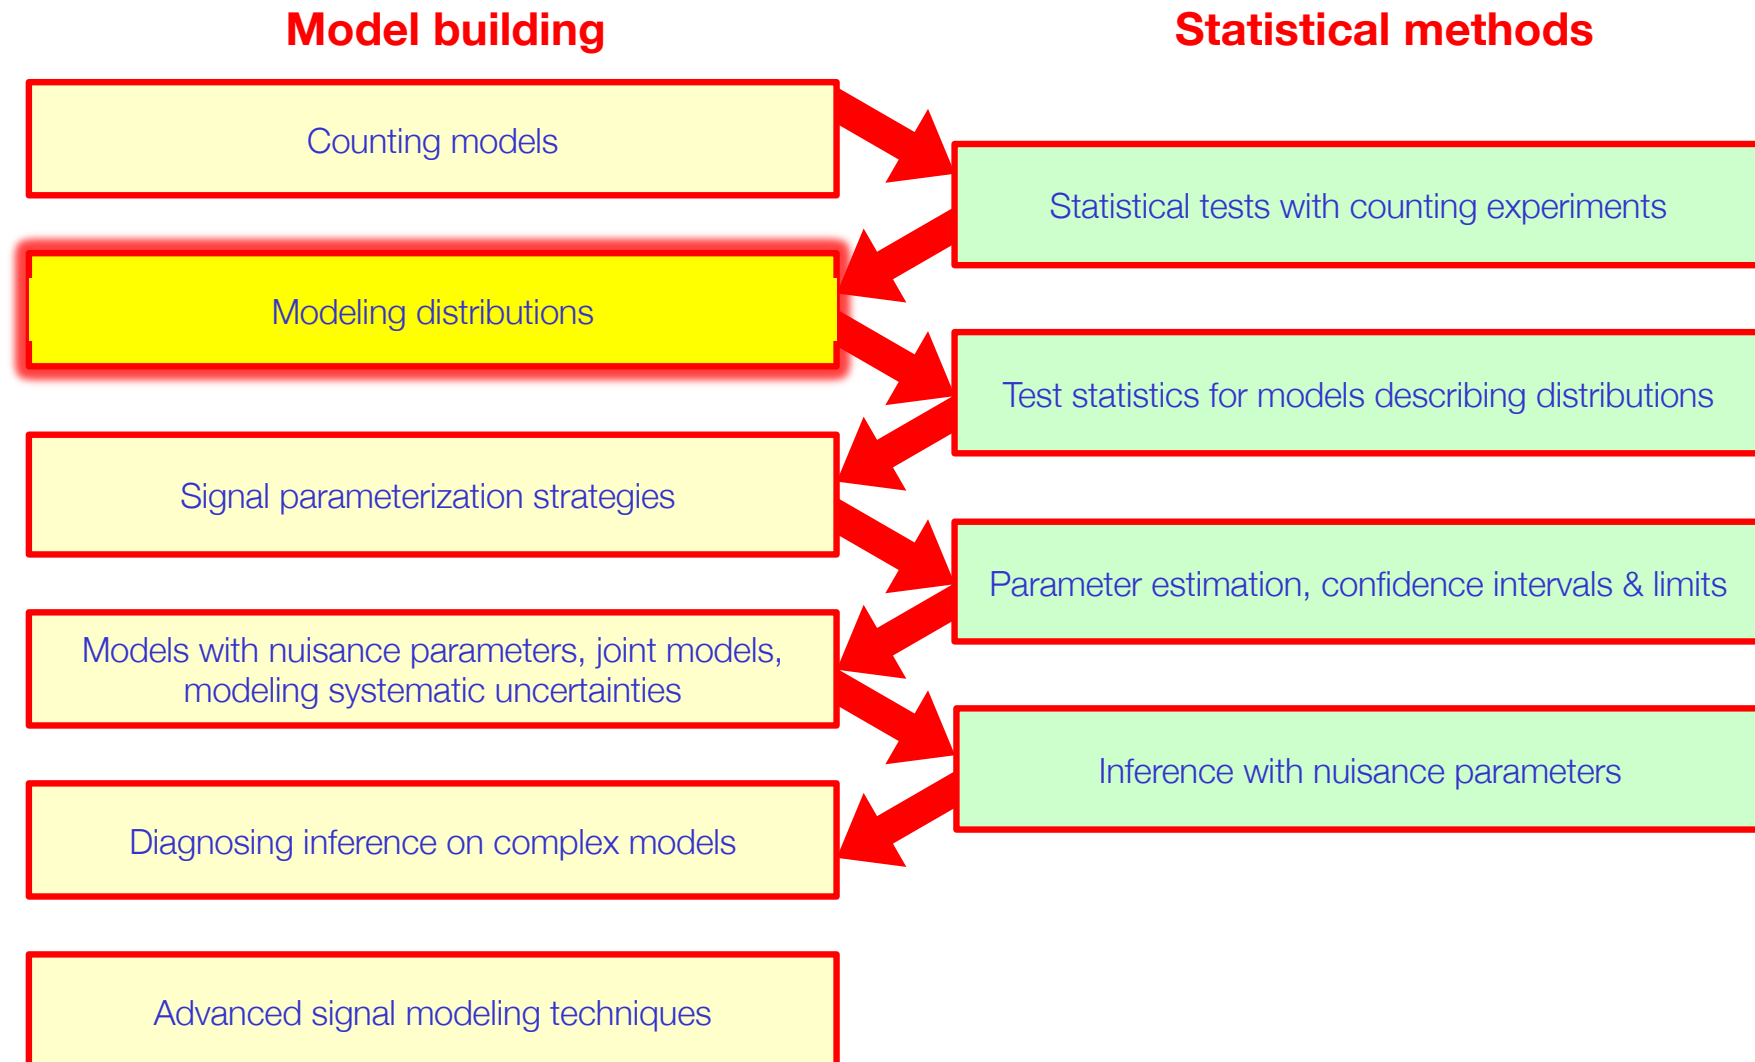 Model building
Statistical methods
Counting models
Statistical tests with counting experiments
Modeling distributions
Test statistics for models describing distributions
Signal parameterization strategies
Parameter estimation, confidence intervals & limits
Models with nuisance parameters, joint models,
modeling systematic uncertainties
Inference with nuisance parameters
Diagnosing inference on complex models
Advanced signal modeling techniques